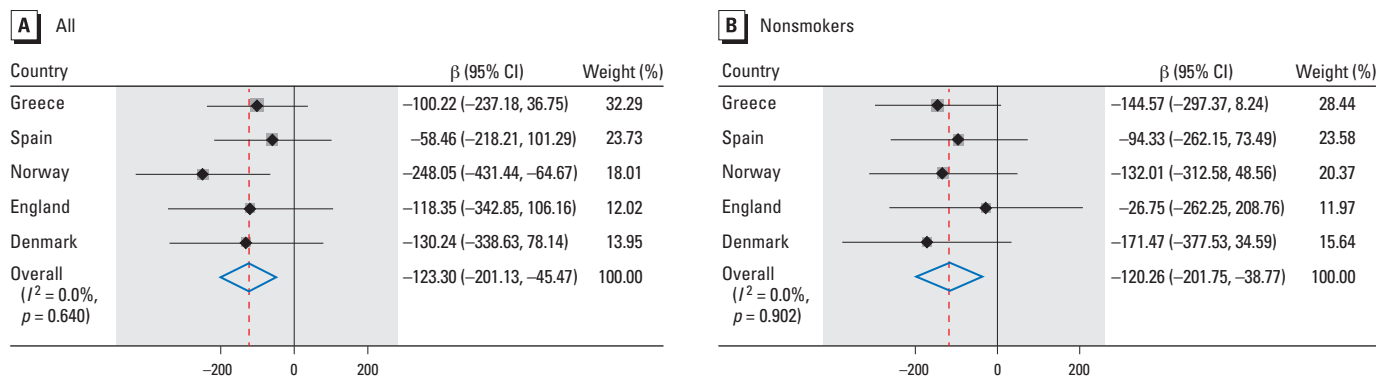 A All
Country β (95% CI) Weight (%)
Greece –100.22 (–237.18, 36.75) 32.29
Spain –58.46 (–218.21, 101.29) 23.73
Norway –248.05 (–431.44, –64.67) 18.01
England –118.35 (–342.85, 106.16) 12.02
Denmark –130.24 (–338.63, 78.14) 13.95
Overall –123.30 (–201.13, –45.47) 100.00
(I² = 0.0%,
p = 0.640)
–200 0 200
B Nonsmokers
Country β (95% CI) Weight (%)
Greece –144.57 (–297.37, 8.24) 28.44
Spain –94.33 (–262.15, 73.49) 23.58
Norway –132.01 (–312.58, 48.56) 20.37
England –26.75 (–262.25, 208.76) 11.97
Denmark –171.47 (–377.53, 34.59) 15.64
Overall –120.26 (–201.75, –38.77) 100.00
(I² = 0.0%,
p = 0.902)
–200 0 200